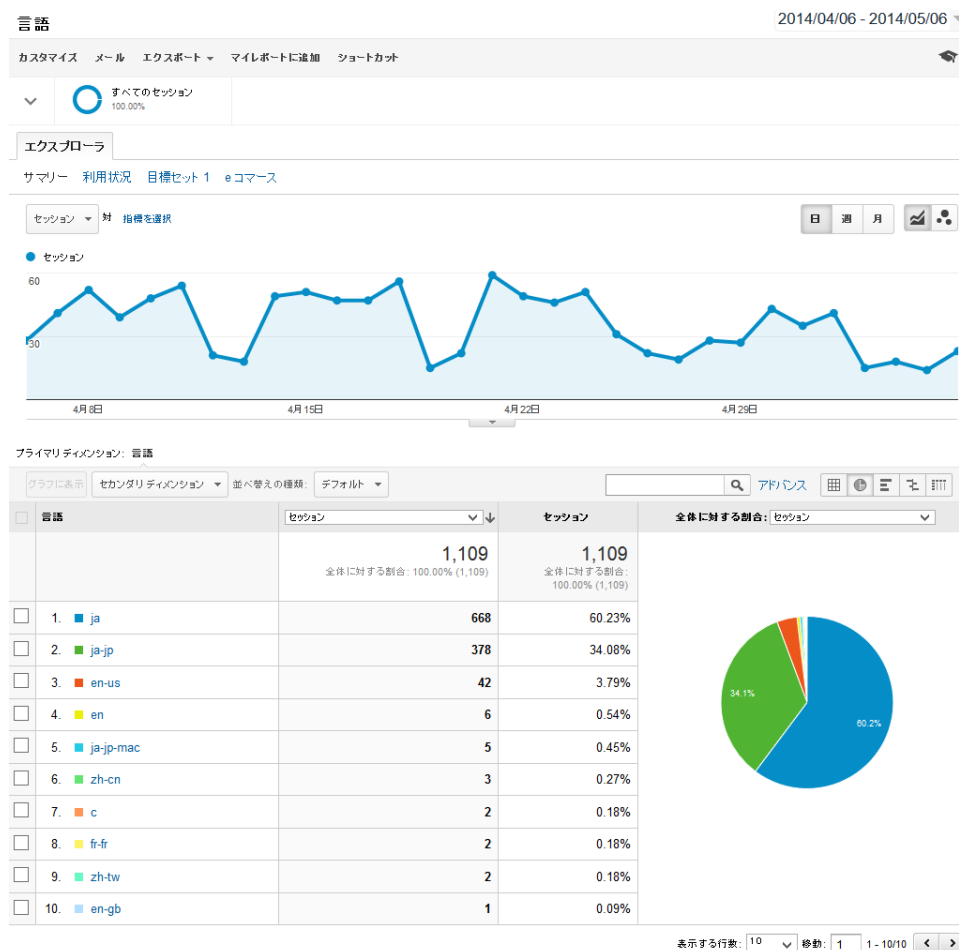 言語
2014/04/06 - 2014/05/06
カスタマイズ メール エクスポート マイレポートに追加 ショートカット
すべてのセッション
100.00%
エクスプローラ
サマリー 利用状況 目標セット 1 e コマース
セッション 対 指標を選択 日 週 月
セッション
60
30
4月8日 4月15日 4月22日 4月29日
プライマリ ディメンション: 言語
グラフに表示 セカンダリ ディメンション 並べ替えの種類: デフォルト アドバンス
言語 セッション セッション 全体に対する割合: セッション
1,109 1,109
全体に対する割合: 100.00% (1,109) 全体に対する割合:
100.00% (1,109)
1. ja 668 60.23%
2. ja-jp 378 34.08%
3. en-us 42 3.79%
4. en 6 0.54%
5. ja-jp-mac 5 0.45%
6. zh-cn 3 0.27%
7. c 2 0.18%
8. fr-fr 2 0.18%
9. zh-tw 2 0.18%
10. en-gb 1 0.09%
34.1%
60.2%
表示する行数: 10 移動: 1 1 - 10/10